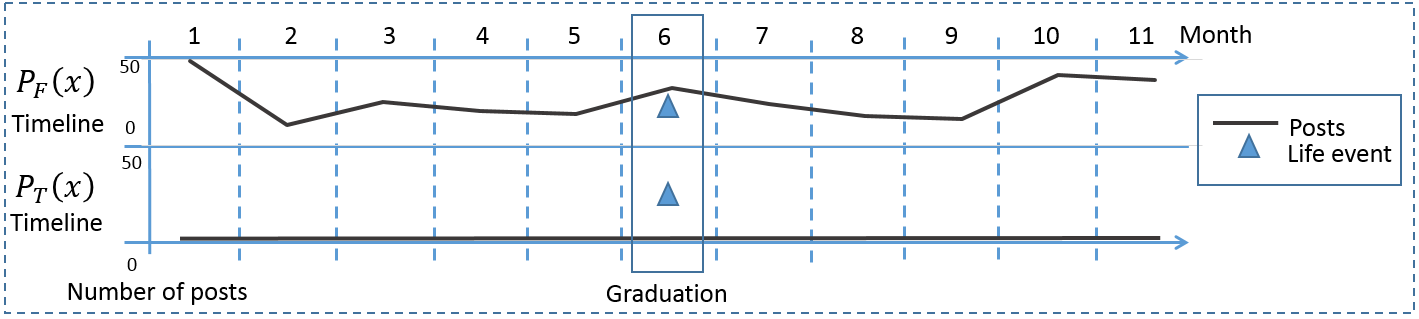 1 2 3 4 5 6 7 8 9 10 11 Month
50
P_F(x)
Timeline
0
50
P_T(x)
Timeline
0
Number of posts
Graduation
Posts
Life event